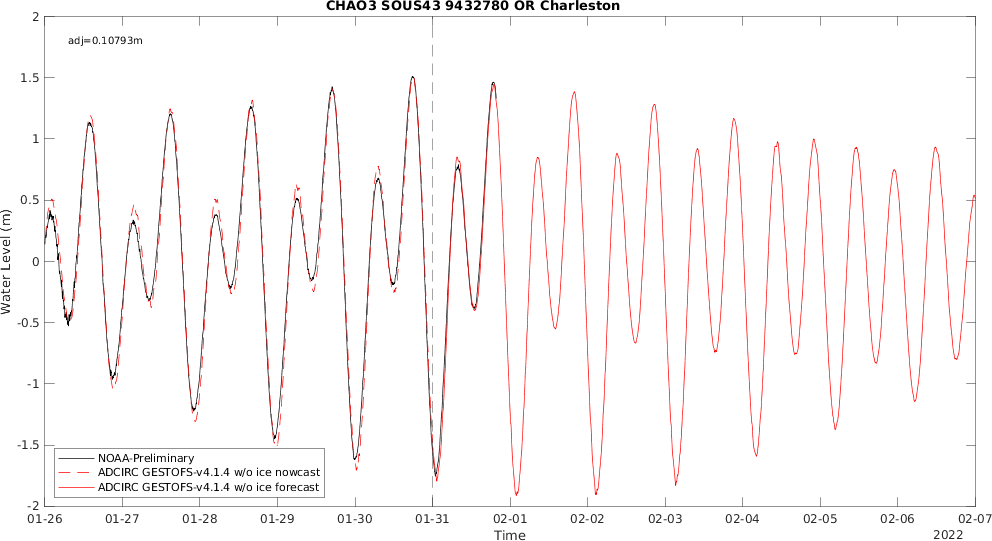 CHAO3 SOUS43 9432780 OR Charleston
adj=0.10793m
2
1.5
1
0.5
0
-0.5
-1
-1.5
-2
Water Level (m)
NOAA-Preliminary
ADCIRC GESTOFS-v4.1.4 w/o ice nowcast
ADCIRC GESTOFS-v4.1.4 w/o ice forecast
01-26 01-27 01-28 01-29 01-30 01-31 02-01 02-02 02-03 02-04 02-05 02-06 02-07
Time
2022